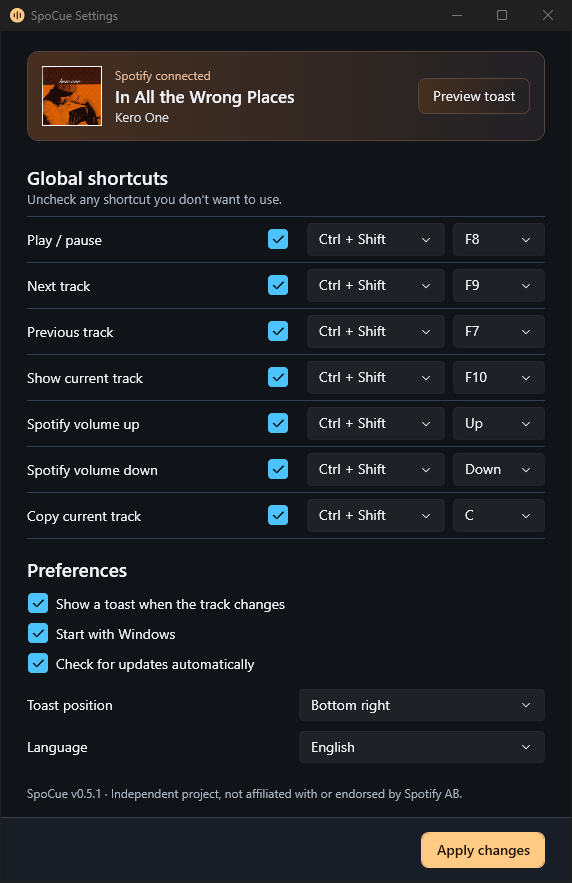 SpoCue Settings
Spotify connected
In All the Wrong Places
Kero One
Preview toast
Global shortcuts
Uncheck any shortcut you don't want to use.
Play / pause Ctrl + Shift F8
Next track Ctrl + Shift F9
Previous track Ctrl + Shift F7
Show current track Ctrl + Shift F10
Spotify volume up Ctrl + Shift Up
Spotify volume down Ctrl + Shift Down
Copy current track Ctrl + Shift C
Preferences
Show a toast when the track changes
Start with Windows
Check for updates automatically
Toast position Bottom right
Language English
SpoCue v0.5.1 · Independent project, not affiliated with or endorsed by Spotify AB.
Apply changes